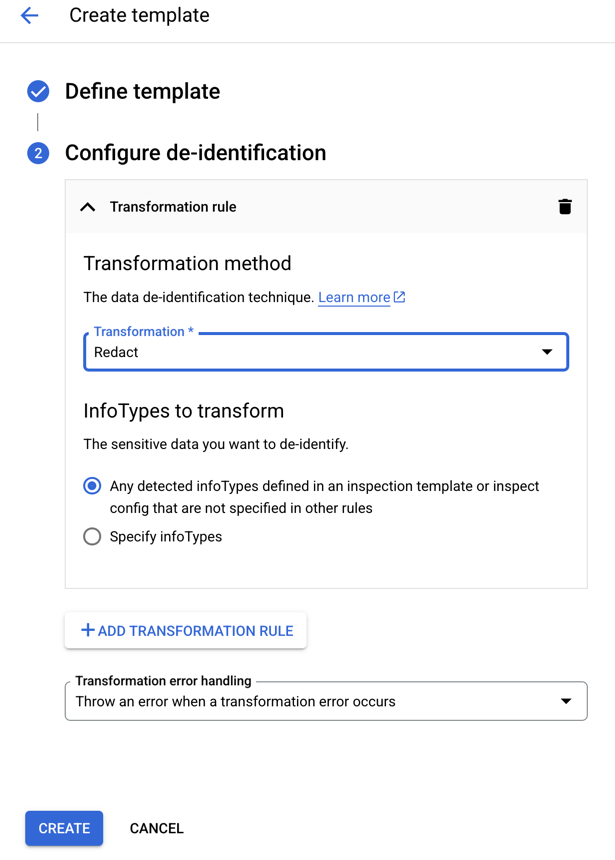 Create template
Define template
2
Configure de-identification
Transformation rule
Transformation method
The data de-identification technique. Learn more
Transformation *
Redact
InfoTypes to transform
The sensitive data you want to de-identify.
Any detected infoTypes defined in an inspection template or inspect
config that are not specified in other rules
Specify infoTypes
+ ADD TRANSFORMATION RULE
Transformation error handling
Throw an error when a transformation error occurs
CREATE
CANCEL